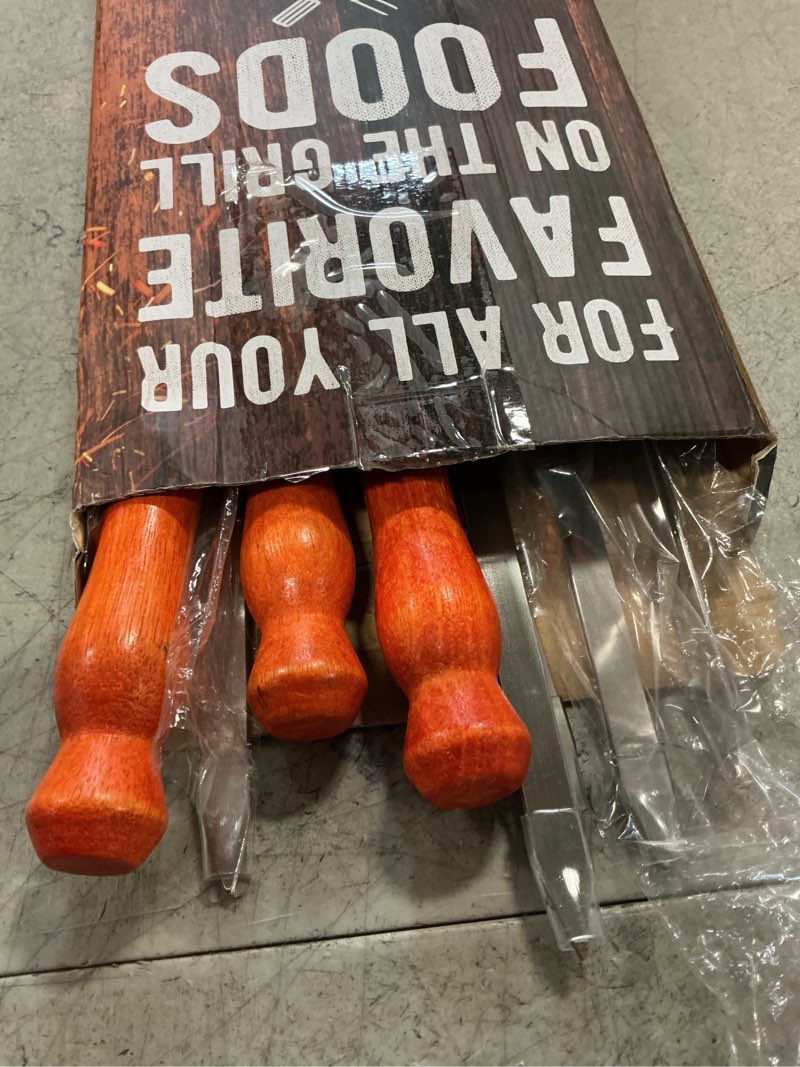 FOR ALL YOUR
FAVORITE
ON THE GRILL
FOODS